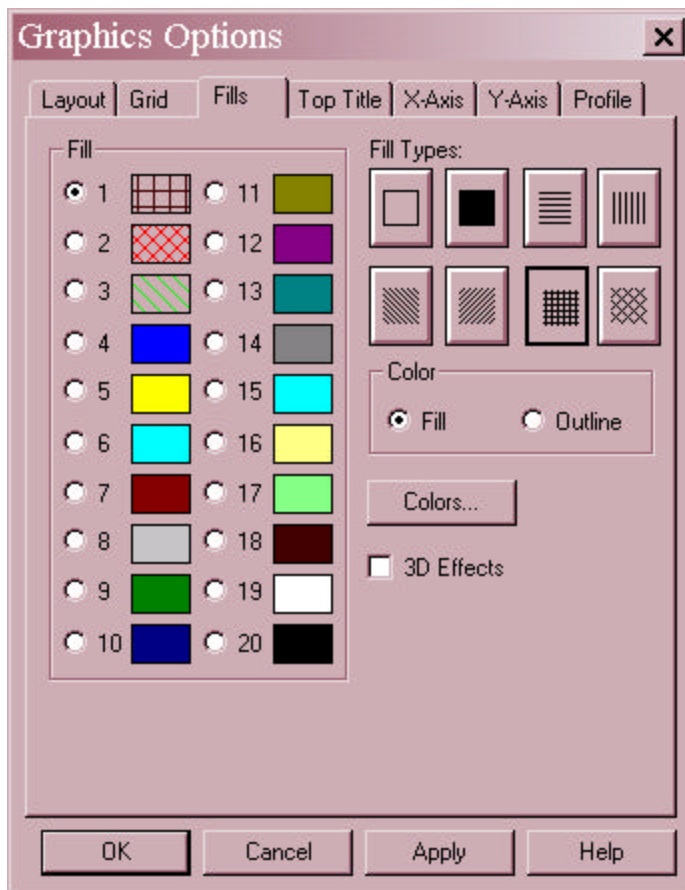 Graphics Options
Layout Grid Fills Top Title X-Axis Y-Axis Profile
Fill
1 11
2 12
3 13
4 14
5 15
6 16
7 17
8 18
9 19
10 20
Fill Types:
Color
Fill Outline
Colors...
3D Effects
OK Cancel Apply Help